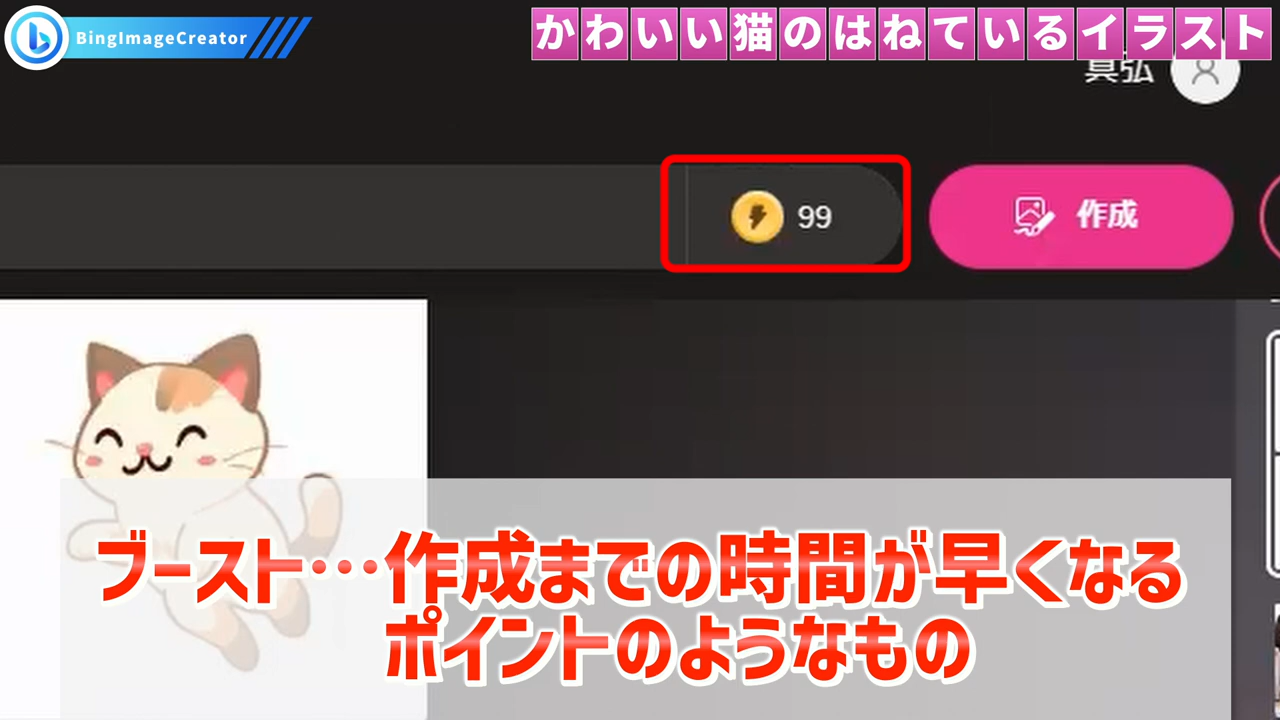 BingImageCreator
かわいい猫のはねているイラスト
真弘
99
作成
ブースト…作成までの時間が早くなる
ポイントのようなもの